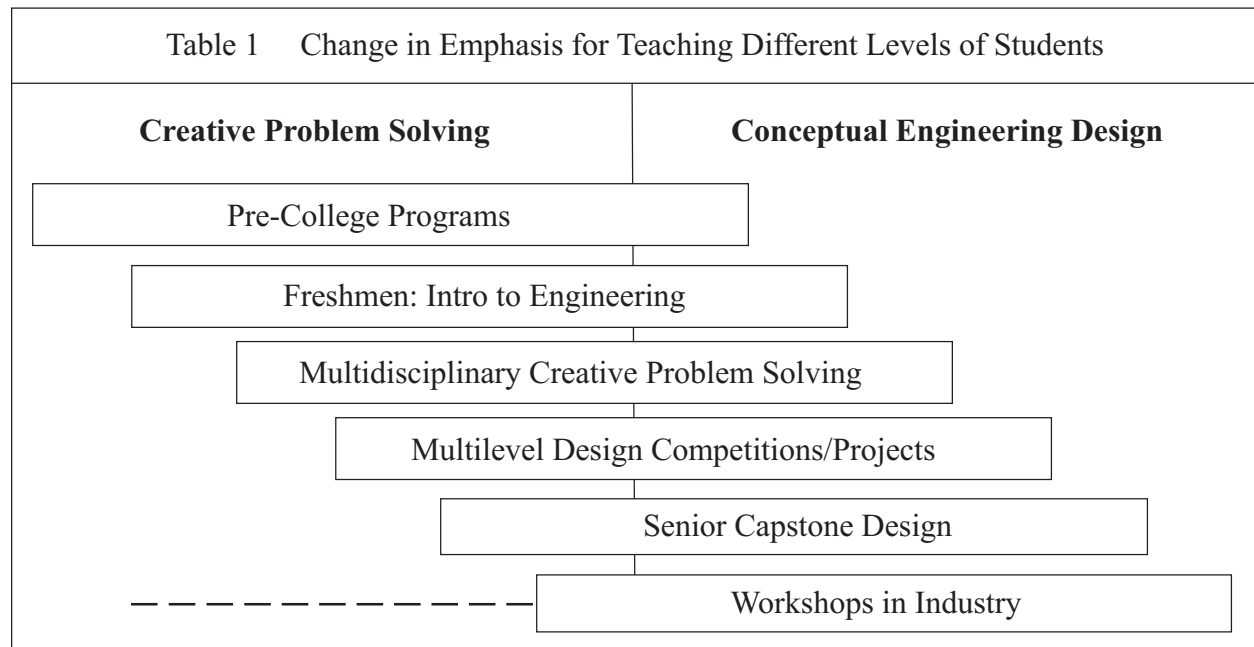 Table 1 Change in Emphasis for Teaching Different Levels of Students
Creative Problem Solving
Conceptual Engineering Design
Pre-College Programs
Freshmen: Intro to Engineering
Multidisciplinary Creative Problem Solving
Multilevel Design Competitions/Projects
Senior Capstone Design
Workshops in Industry